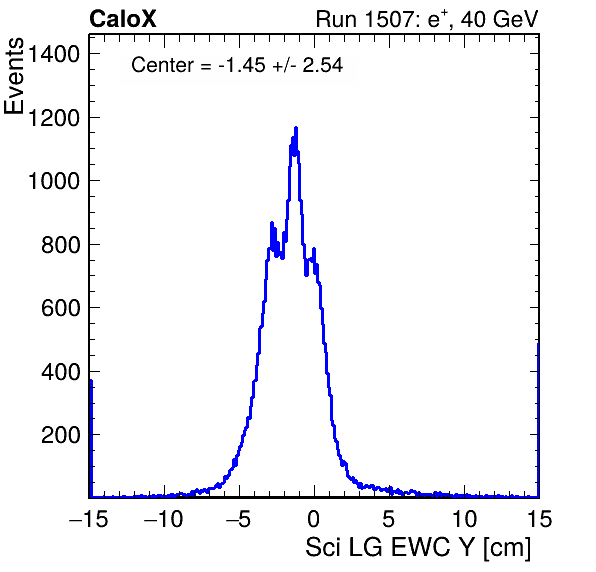 CaloX Run 1507: e⁺, 40 GeV
Events
Center = -1.45 +/- 2.54
1400
1200
1000
800
600
400
200
−15 −10 −5 0 5 10 15
Sci LG EWC Y [cm]